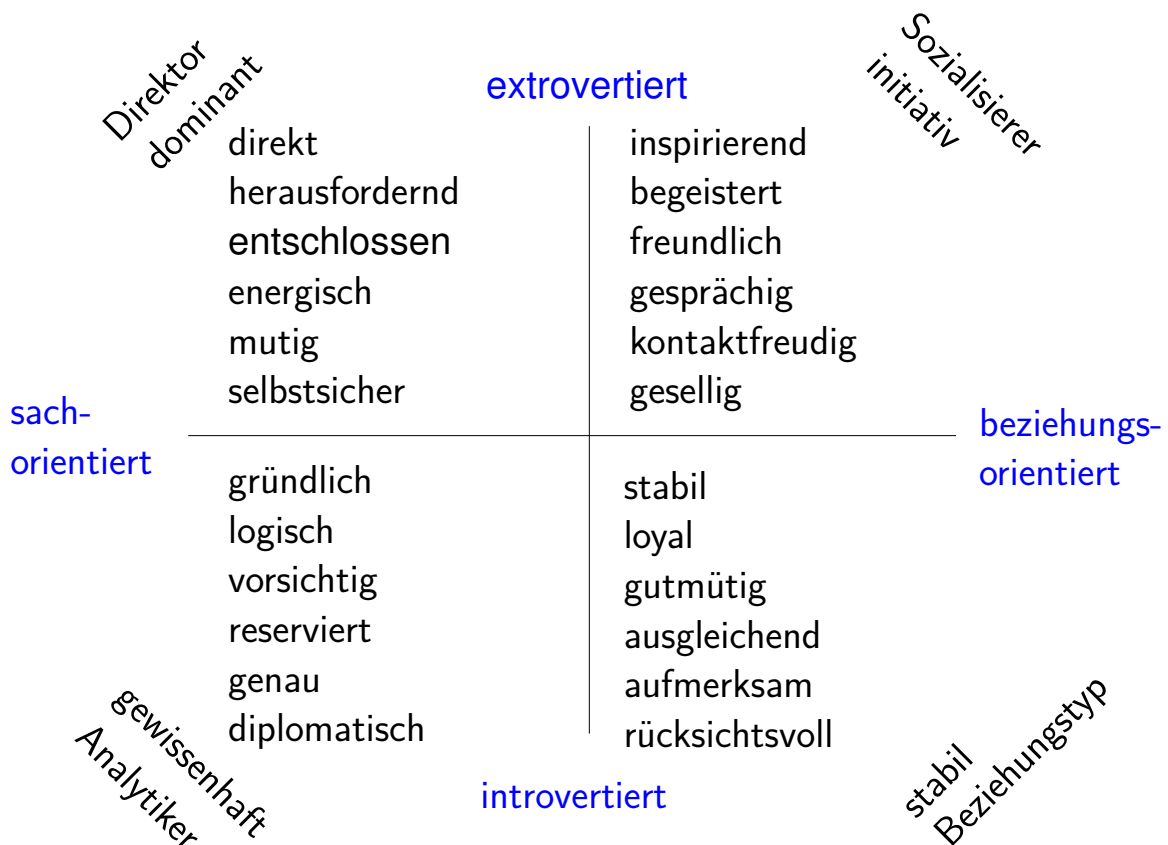 Direktor
dominant
extrovertiert
Sozialisierer
initiativ
direkt
herausfordernd
entschlossen
energisch
mutig
selbstsicher
inspirierend
begeistert
freundlich
gesprächig
kontaktfreudig
gesellig
sach-
orientiert
beziehungs-
orientiert
gründlich
logisch
vorsichtig
reserviert
genau
diplomatisch
stabil
loyal
gutmütig
ausgleichend
aufmerksam
rücksichtsvoll
gewissenhaft
Analytiker
introvertiert
stabil
Beziehungstyp